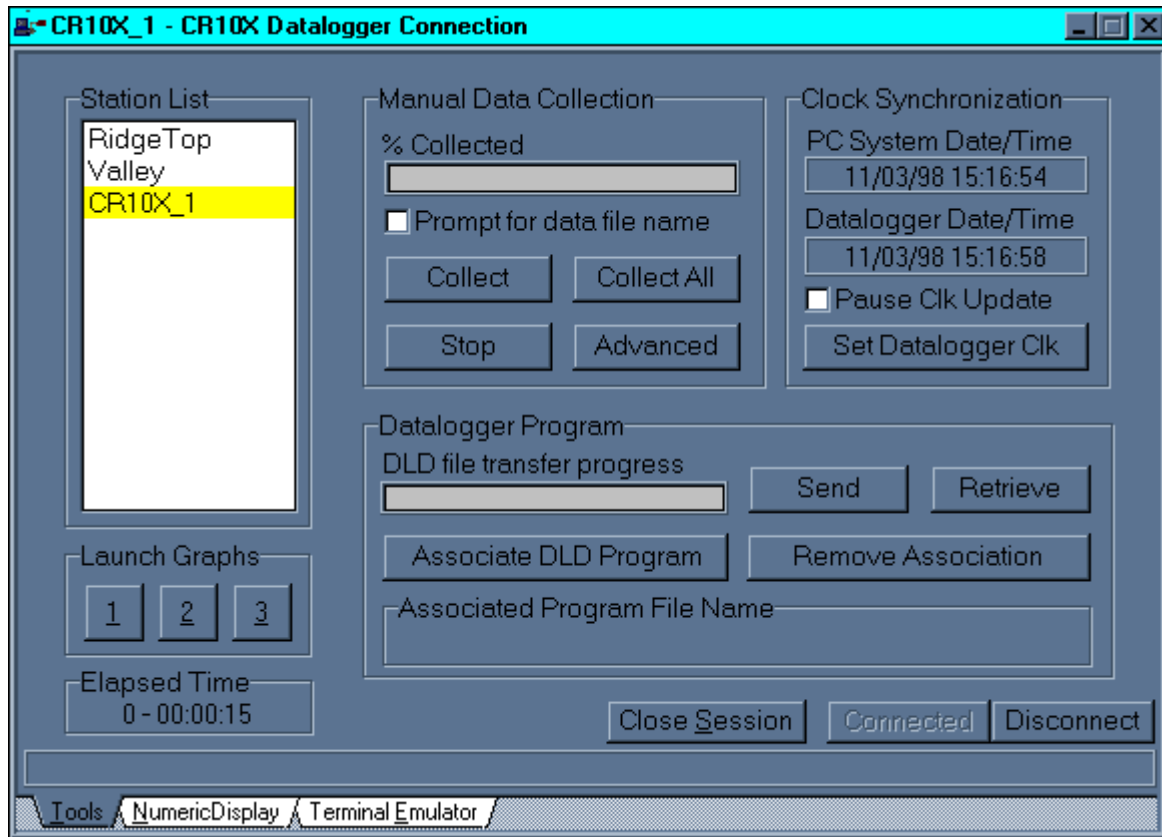 CR10X_1 - CR10X Datalogger Connection
Station List
RidgeTop
Valley
CR10X_1
Launch Graphs
1 2 3
Elapsed Time
0 - 00:00:15
Manual Data Collection
% Collected
Prompt for data file name
Collect Collect All
Stop Advanced
Clock Synchronization
PC System Date/Time
11/03/98 15:16:54
Datalogger Date/Time
11/03/98 15:16:58
Pause Clk Update
Set Datalogger Clk
Datalogger Program
DLD file transfer progress
Send Retrieve
Associate DLD Program Remove Association
Associated Program File Name
Close Session Connected Disconnect
Tools NumericDisplay Terminal Emulator